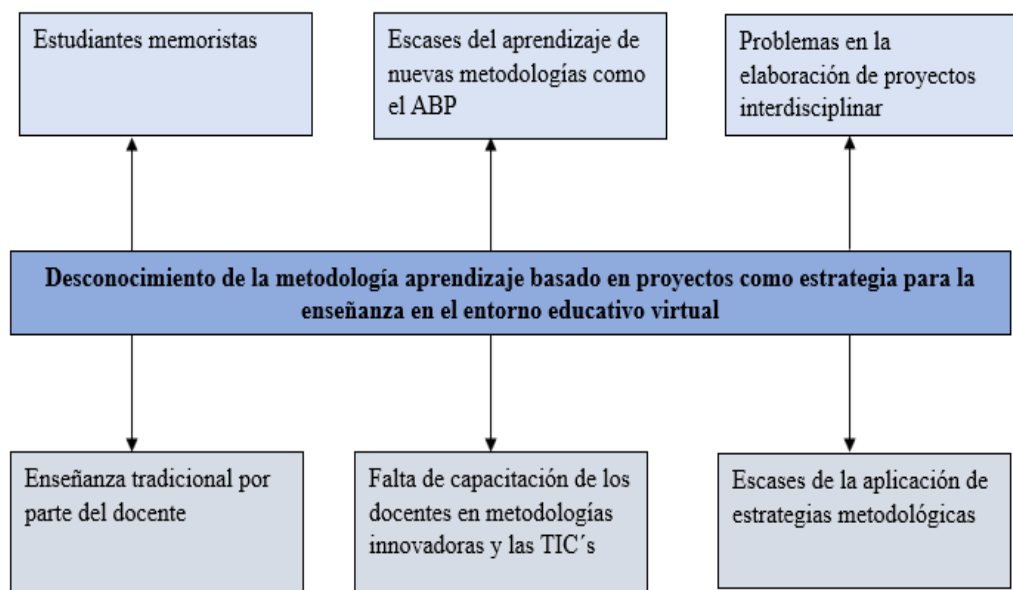 Estudiantes memoristas
Escases del aprendizaje de
nuevas metodologías como
el ABP
Problemas en la
elaboración de proyectos
interdisciplinar
Desconocimiento de la metodología aprendizaje basado en proyectos como estrategia para la
enseñanza en el entorno educativo virtual
Enseñanza tradicional por
parte del docente
Falta de capacitación de los
docentes en metodologías
innovadoras y las TIC´s
Escases de la aplicación de
estrategias metodológicas